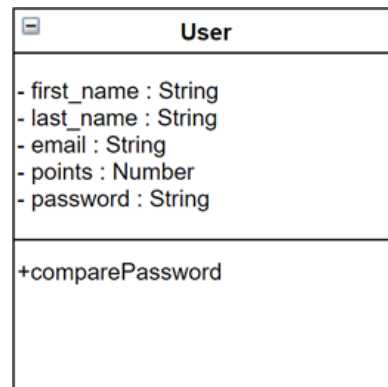 User
- first_name : String
- last_name : String
- email : String
- points : Number
- password : String
+comparePassword